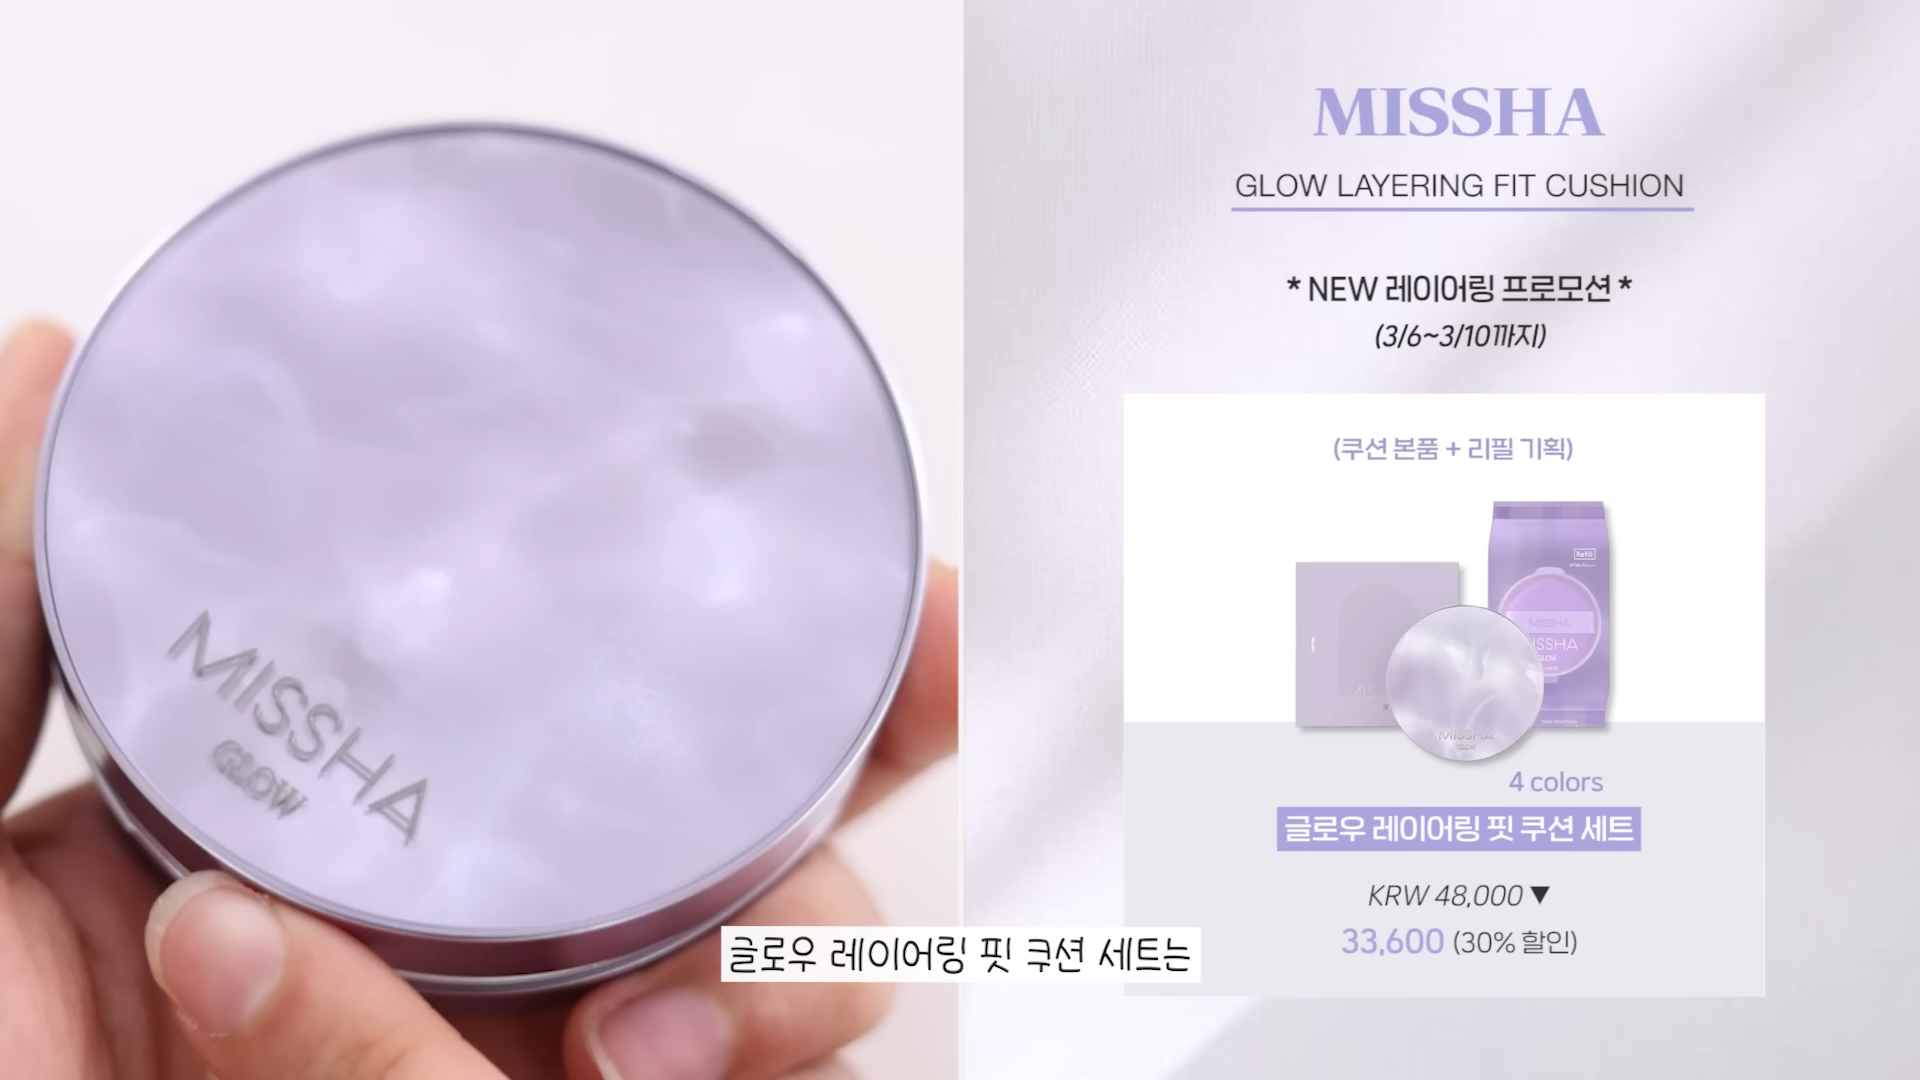 MISSHA
GLOW
MISSHA
GLOW LAYERING FIT CUSHION
* NEW 레이어링 프로모션 *
(3/6~3/10까지)
(쿠션 본품 + 리필 기획)
Refill
MISSHA
MISSHA
GLOW
4 colors
글로우 레이어링 핏 쿠션 세트
KRW 48,000 ▼
33,600 (30% 할인)
글로우 레이어링 핏 쿠션 세트는